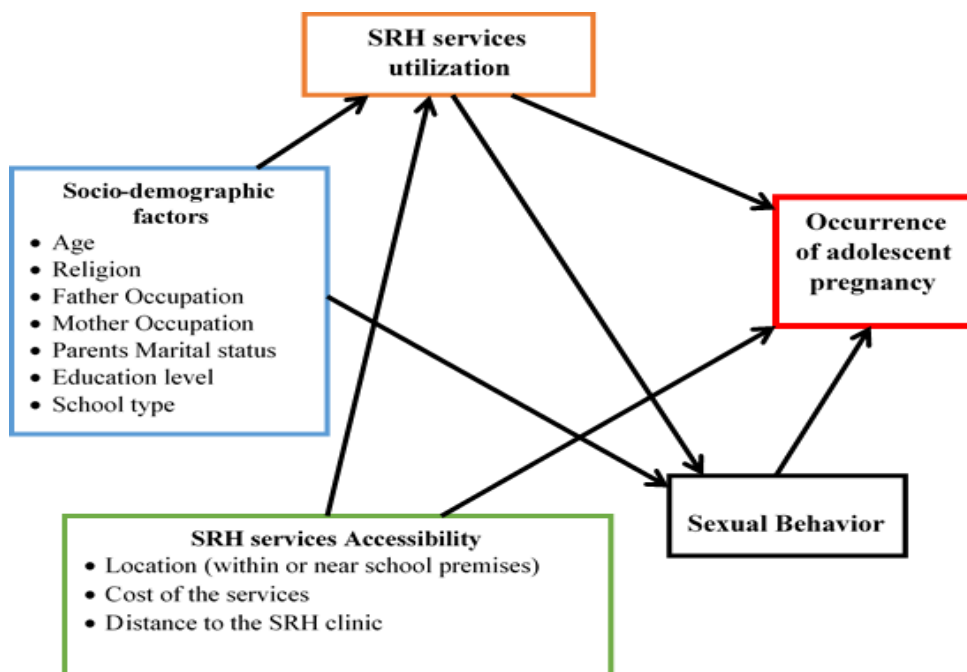 SRH services
utilization
Socio-demographic
factors
• Age
• Religion
• Father Occupation
• Mother Occupation
• Parents Marital status
• Education level
• School type
Occurrence
of adolescent
pregnancy
Sexual Behavior
SRH services Accessibility
• Location (within or near school premises)
• Cost of the services
• Distance to the SRH clinic